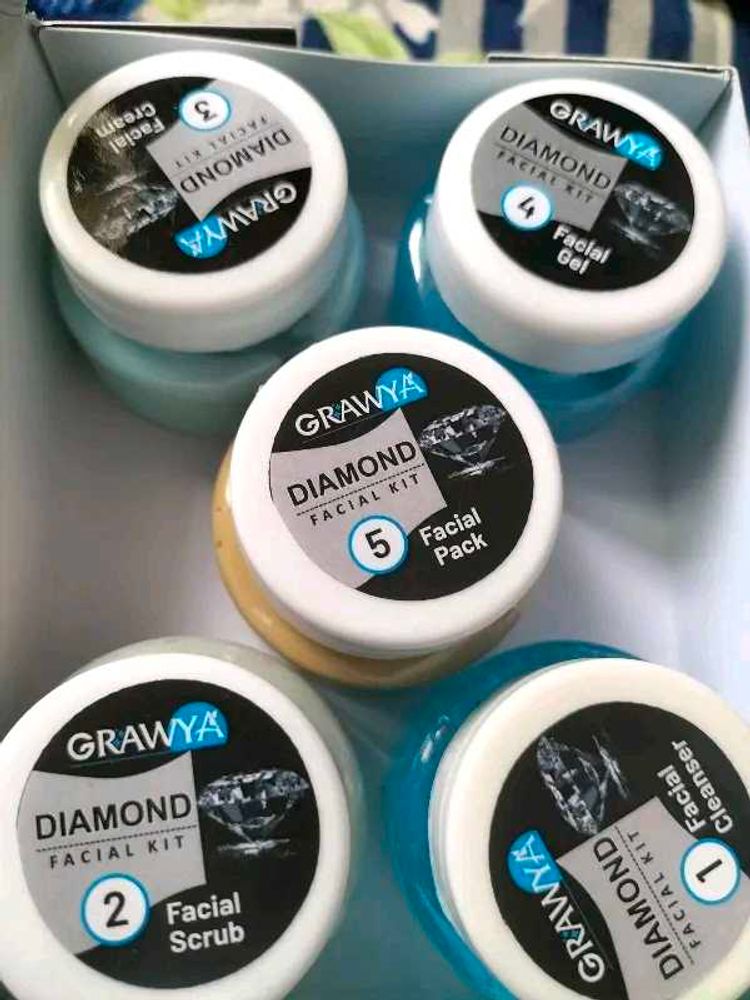 GRAWYA
DIAMOND
FACIAL KIT
3
Facial
Cream
GRAWYA
DIAMOND
FACIAL KIT
4
Facial
Gel
GRAWYA
DIAMOND
FACIAL KIT
5
Facial
Pack
GRAWYA
DIAMOND
FACIAL KIT
2
Facial
Scrub
GRAWYA
DIAMOND
FACIAL KIT
1
Facial
Cleanser